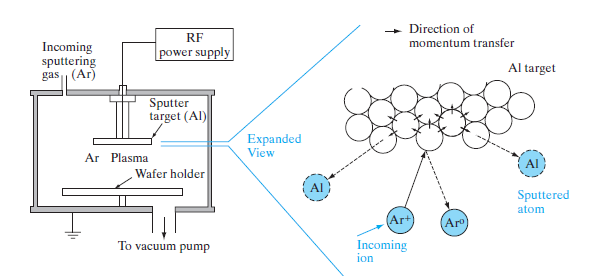 Incoming
sputtering
gas (Ar)
RF
power supply
Sputter
target (Al)
Ar Plasma
Wafer holder
To vacuum pump
Expanded
View
Direction of
momentum transfer
Al target
Al
Al
Sputtered
atom
Ar+
Ar⁰
Incoming
ion